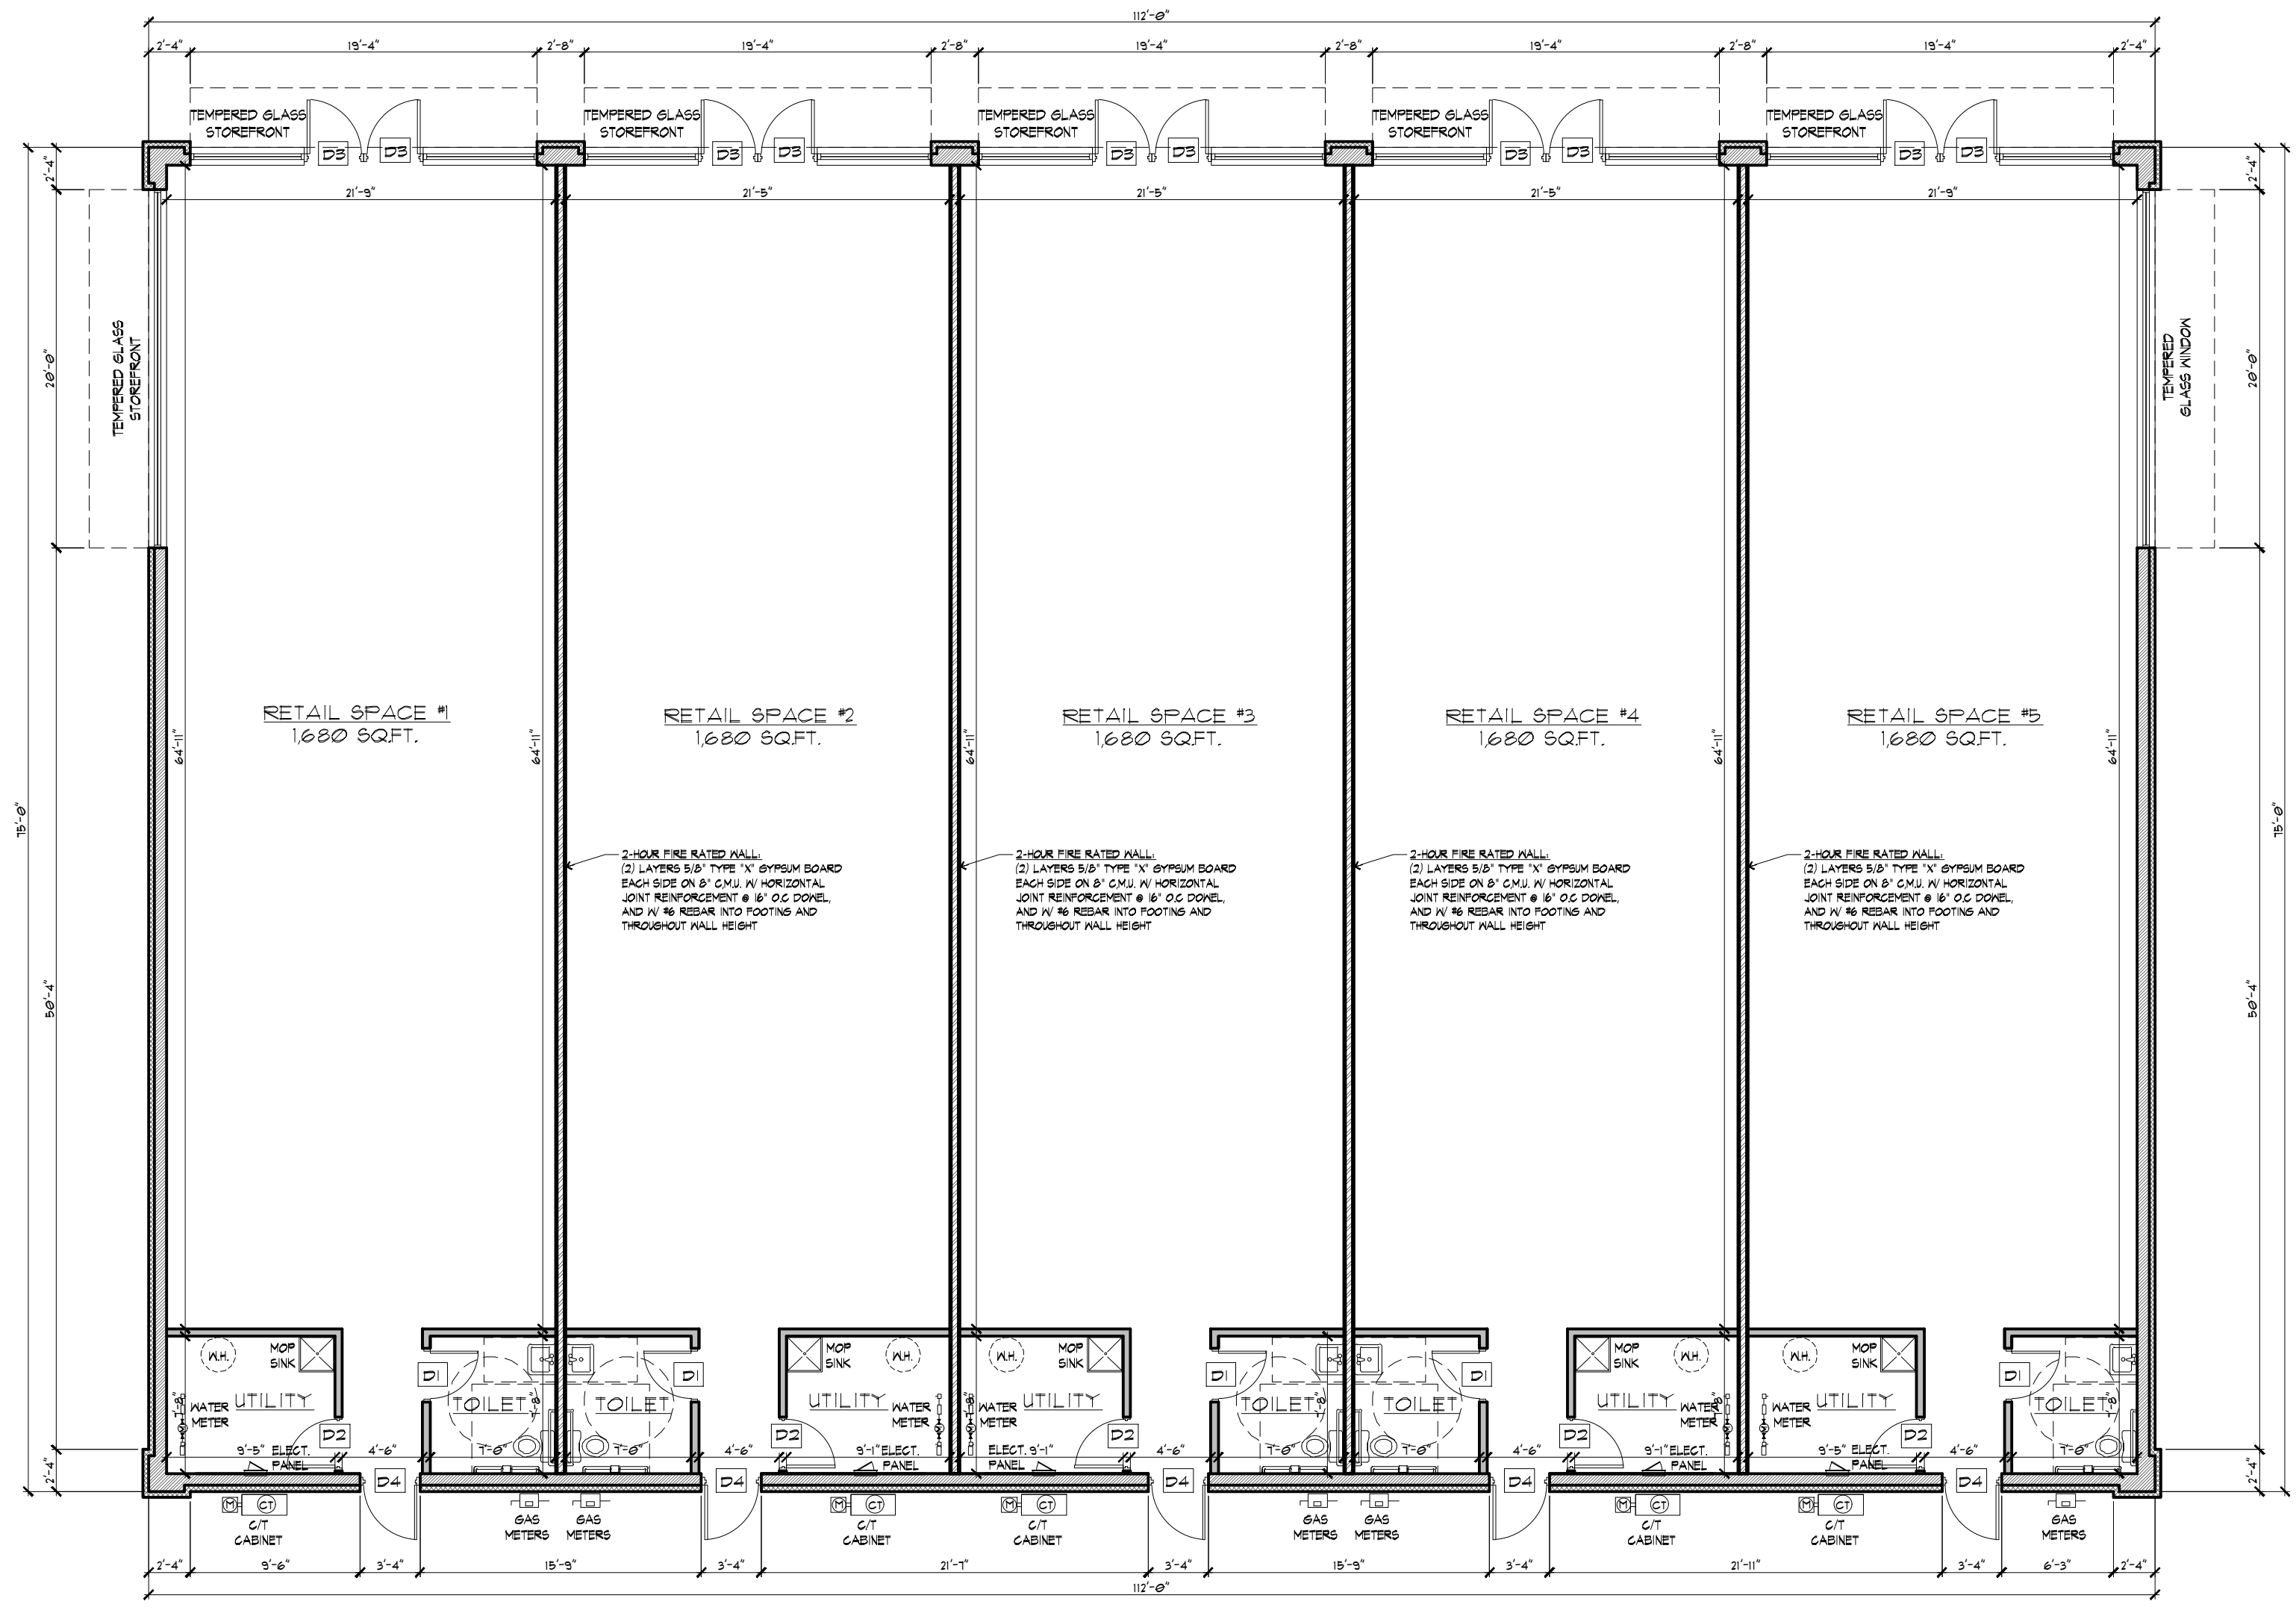 112'-0"
2'-4" 19'-4" 2'-8" 19'-4" 2'-8" 19'-4" 2'-8" 19'-4" 2'-8" 19'-4" 2'-4"
TEMPERED GLASS TEMPERED GLASS TEMPERED GLASS TEMPERED GLASS TEMPERED GLASS
STOREFRONT STOREFRONT STOREFRONT STOREFRONT STOREFRONT
D3 D3 D3 D3 D3 D3 D3 D3 D3 D3
2'-4" 2'-4"
21'-9" 21'-5" 21'-5" 21'-5" 21'-9"
20'-0"
TEMPERED GLASS
STOREFRONT
TEMPERED
GLASS WINDOW
20'-0"
RETAIL SPACE #1
1,680 SQ.FT.
RETAIL SPACE #2
1,680 SQ.FT.
RETAIL SPACE #3
1,680 SQ.FT.
RETAIL SPACE #4
1,680 SQ.FT.
RETAIL SPACE #5
1,680 SQ.FT.
64'-11" 64'-11" 64'-11" 64'-11" 64'-11"
75'-0" 75'-0"
2-HOUR FIRE RATED WALL:
(2) LAYERS 5/8" TYPE "X" GYPSUM BOARD
EACH SIDE ON 8" C.M.U. W/ HORIZONTAL
JOINT REINFORCEMENT @ 16" O.C DOWEL,
AND W/ #6 REBAR INTO FOOTING AND
THROUGHOUT WALL HEIGHT
2-HOUR FIRE RATED WALL:
(2) LAYERS 5/8" TYPE "X" GYPSUM BOARD
EACH SIDE ON 8" C.M.U. W/ HORIZONTAL
JOINT REINFORCEMENT @ 16" O.C DOWEL,
AND W/ #6 REBAR INTO FOOTING AND
THROUGHOUT WALL HEIGHT
2-HOUR FIRE RATED WALL:
(2) LAYERS 5/8" TYPE "X" GYPSUM BOARD
EACH SIDE ON 8" C.M.U. W/ HORIZONTAL
JOINT REINFORCEMENT @ 16" O.C DOWEL,
AND W/ #6 REBAR INTO FOOTING AND
THROUGHOUT WALL HEIGHT
2-HOUR FIRE RATED WALL:
(2) LAYERS 5/8" TYPE "X" GYPSUM BOARD
EACH SIDE ON 8" C.M.U. W/ HORIZONTAL
JOINT REINFORCEMENT @ 16" O.C DOWEL,
AND W/ #6 REBAR INTO FOOTING AND
THROUGHOUT WALL HEIGHT
50'-4" 50'-4"
W.H. MOP MOP W.H. W.H. MOP MOP W.H. W.H. MOP
SINK SINK SINK SINK SINK
D1 D1 D1 D1 D1
UTILITY TOILET TOILET UTILITY UTILITY TOILET TOILET UTILITY UTILITY TOILET
7'-8" 7'-8" 7'-8" 7'-8" 7'-8" 7'-8"
WATER WATER WATER WATER WATER
METER METER METER METER METER
D2 D2 D2 D2 D2
9'-5" ELECT. 4'-6" 7'-0" 7'-0" 4'-6" 9'-1" ELECT. ELECT. 9'-1" 4'-6" 7'-0" 7'-0" 4'-6" 9'-1" ELECT. 9'-5" ELECT. 4'-6" 7'-0"
PANEL PANEL PANEL PANEL PANEL
2'-4" D4 D4 D4 D4 D4 2'-4"
M CT M CT M CT M CT M CT
C/T GAS GAS C/T C/T GAS GAS C/T C/T GAS
CABINET METERS METERS CABINET CABINET METERS METERS CABINET CABINET METERS
2'-4" 9'-6" 3'-4" 15'-9" 3'-4" 21'-7" 3'-4" 15'-9" 3'-4" 21'-11" 3'-4" 6'-3" 2'-4"
112'-0"